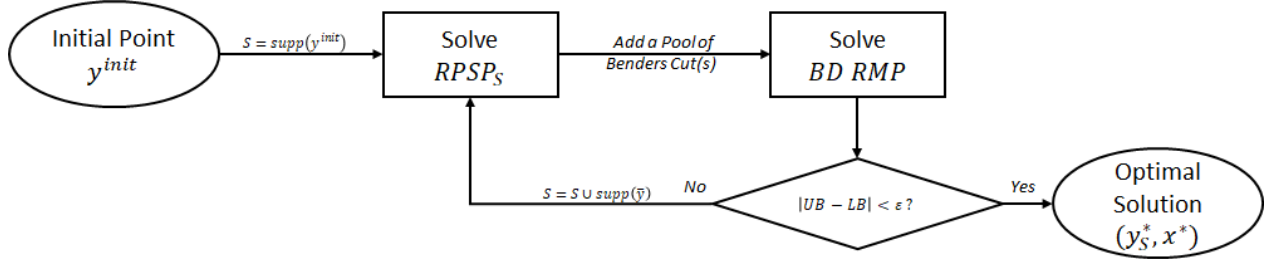 Initial Point
y^{init}
S = supp(y^{init})
Solve
RPSP_S
Add a Pool of
Benders Cut(s)
Solve
BD RMP
|UB − LB| < ε ?
No
S = S ∪ supp(ȳ)
Yes
Optimal
Solution
(y_S^*, x^*)